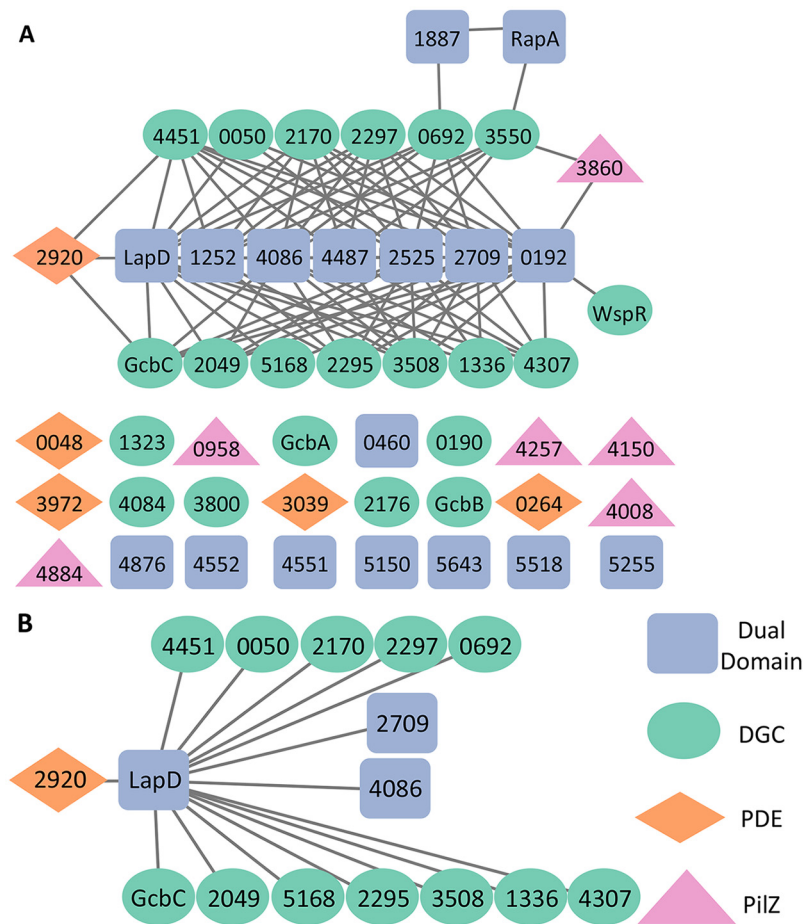 A
1887 RapA
4451 0050 2170 2297 0692 3550
3860
2920 LapD 1252 4086 4487 2525 2709 0192
WspR
GcbC 2049 5168 2295 3508 1336 4307
0048 1323 0958 GcbA 0460 0190 4257 4150
3972 4084 3800 3039 2176 GcbB 0264 4008
4884 4876 4552 4551 5150 5643 5518 5255
B
4451 0050 2170 2297 0692
2709
2920 LapD
4086
GcbC 2049 5168 2295 3508 1336 4307
Dual
Domain
DGC
PDE
PilZ